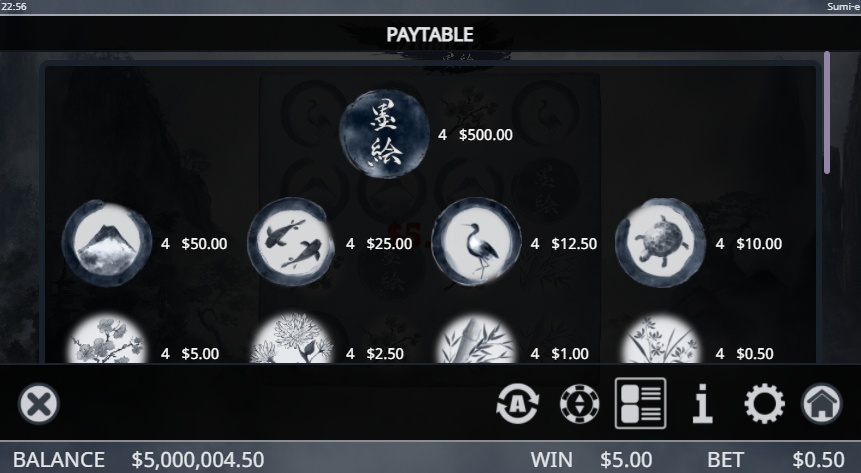 22:56 Sumi-e
PAYTABLE
墨
絵
4 $500.00
4 $50.00 4 $25.00 4 $12.50 4 $10.00
4 $5.00 4 $2.50 4 $1.00 4 $0.50
A
BALANCE $5,000,004.50 WIN $5.00 BET $0.50